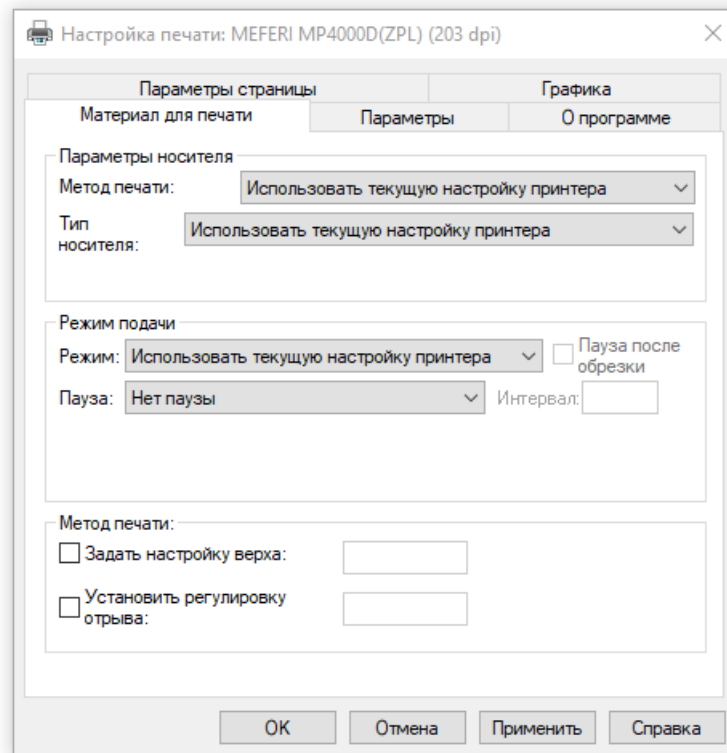 Настройка печати: MEFERI MP4000D(ZPL) (203 dpi)
Параметры страницы
Графика
Материал для печати
Параметры
О программе
Параметры носителя
Метод печати:
Использовать текущую настройку принтера
Тип
носителя:
Использовать текущую настройку принтера
Режим подачи
Режим:
Использовать текущую настройку принтера
Пауза после
обрезки
Пауза:
Нет паузы
Интервал:
Метод печати:
Задать настройку верха:
Установить регулировку
отрыва:
OK
Отмена
Применить
Справка